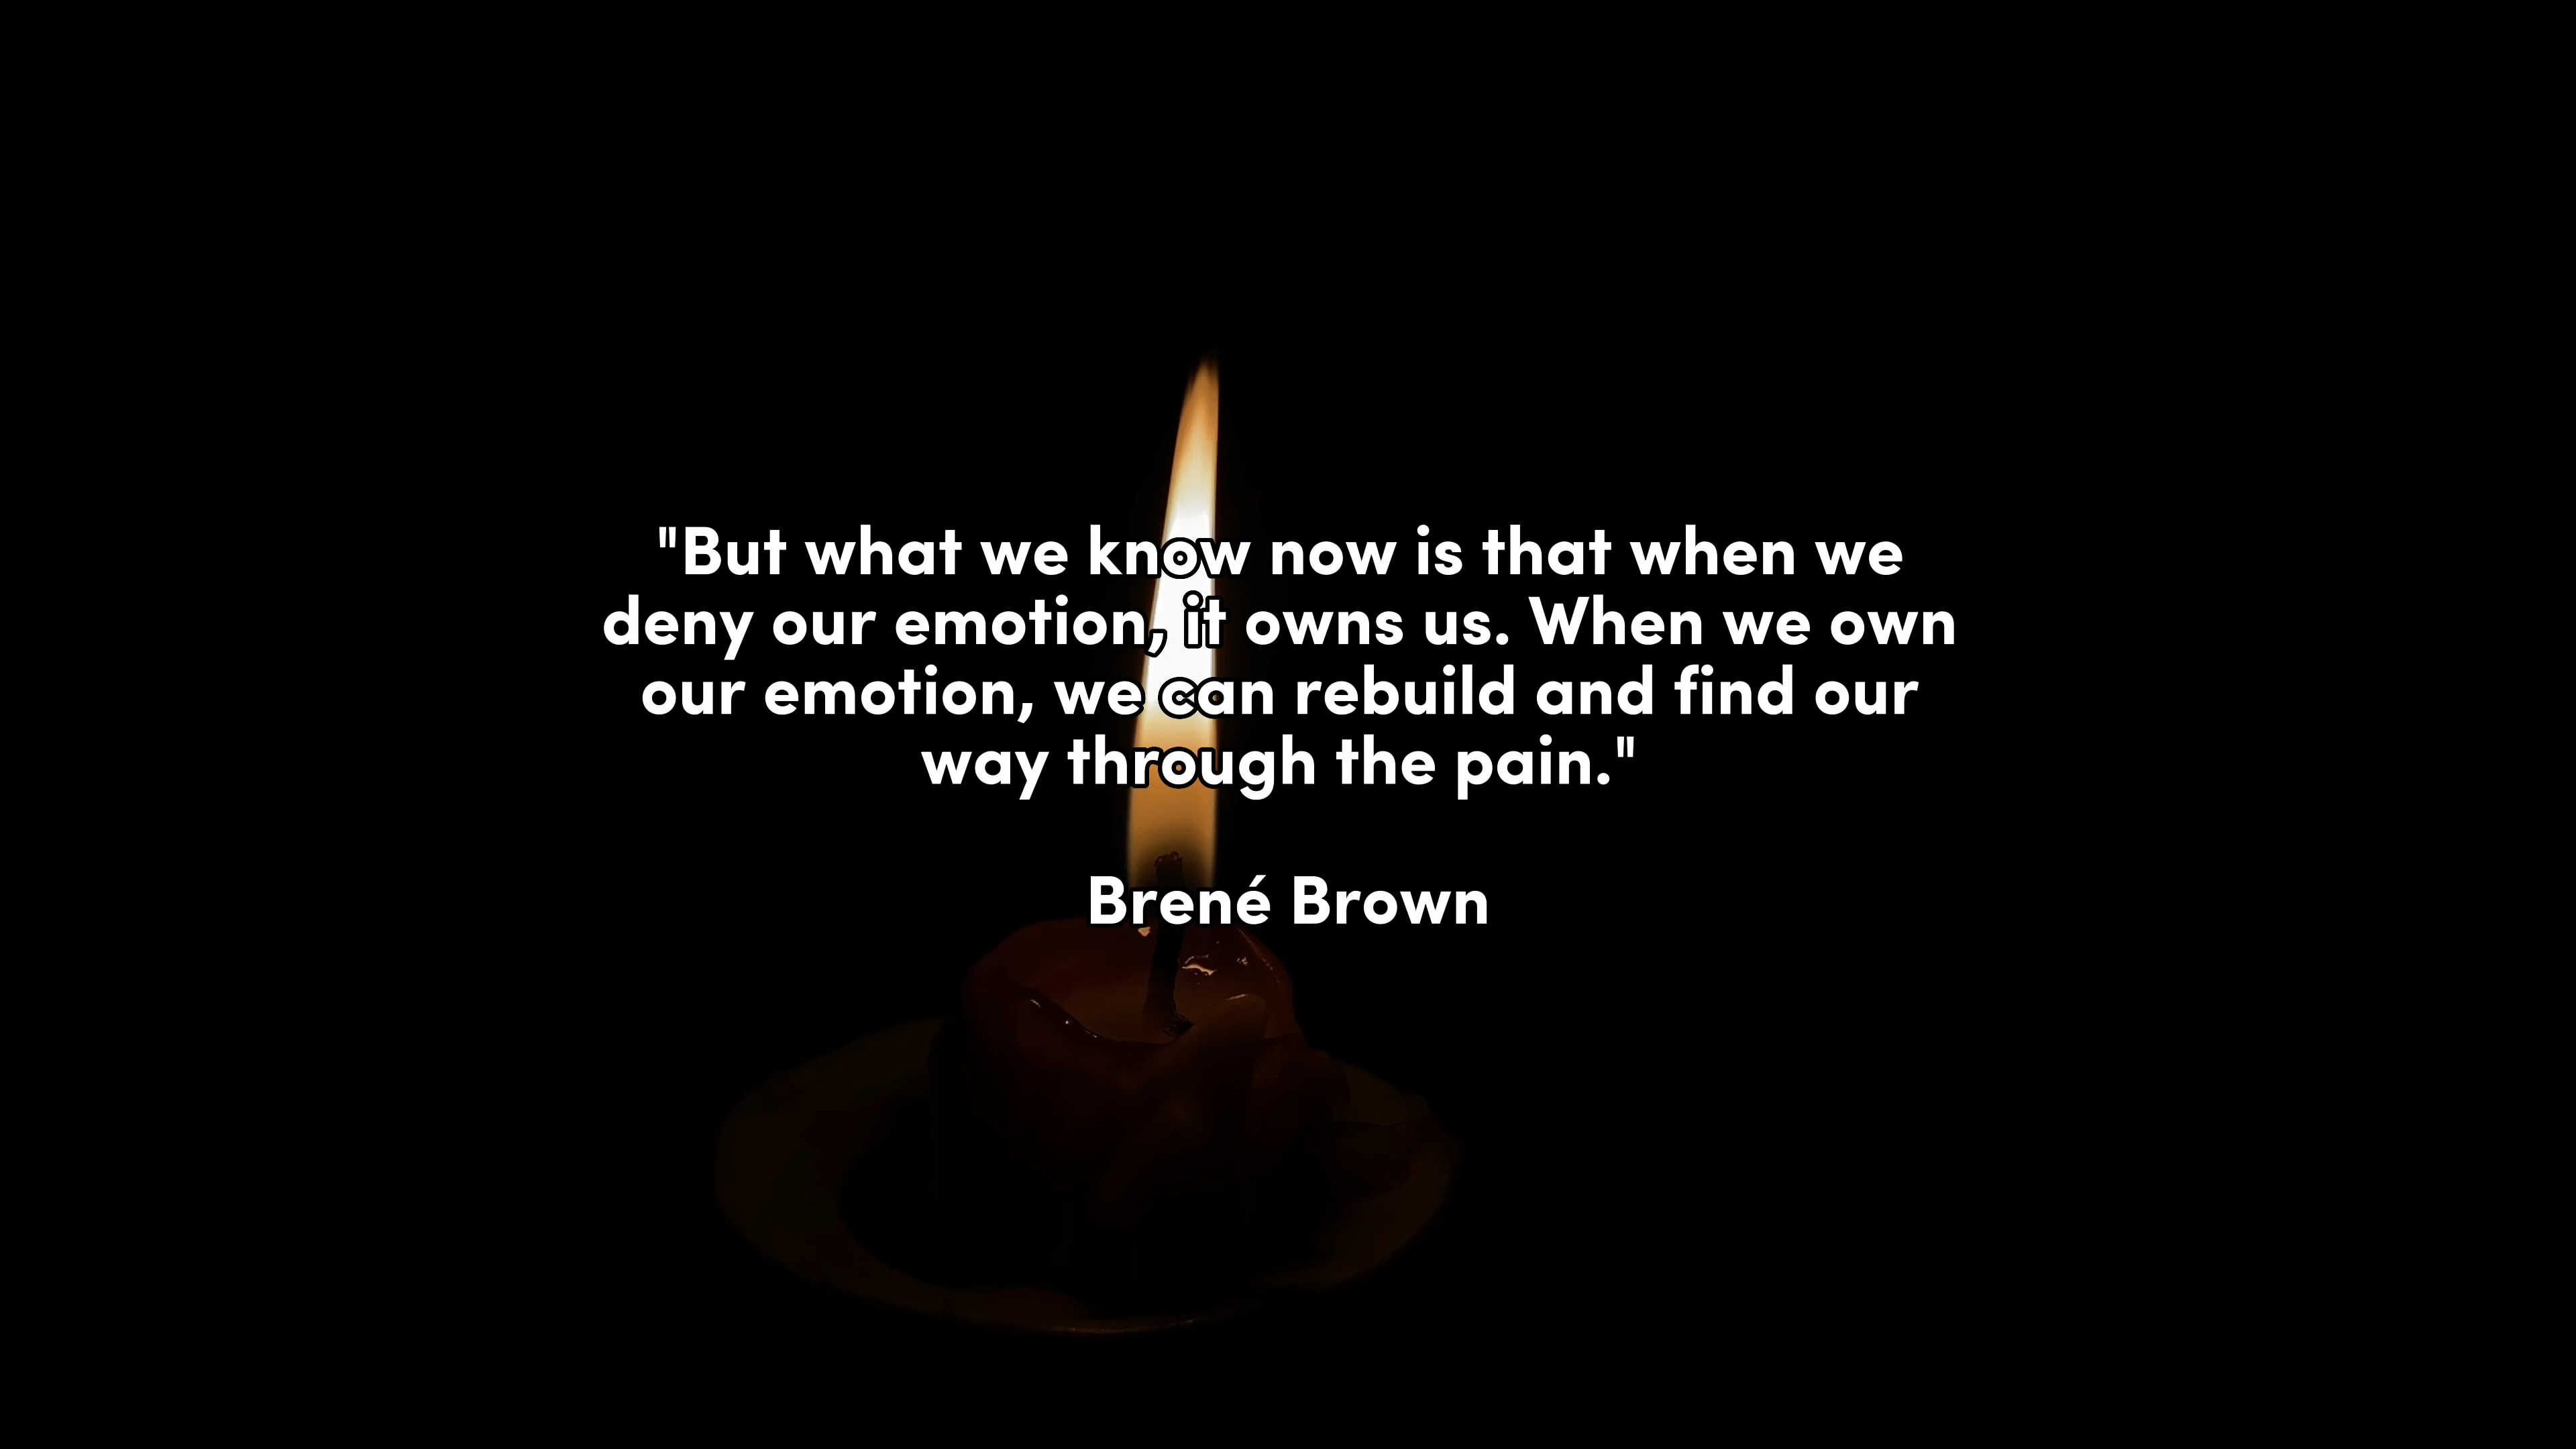 "But what we know now is that when we
deny our emotion, it owns us. When we own
our emotion, we can rebuild and find our
way through the pain."
Brené Brown